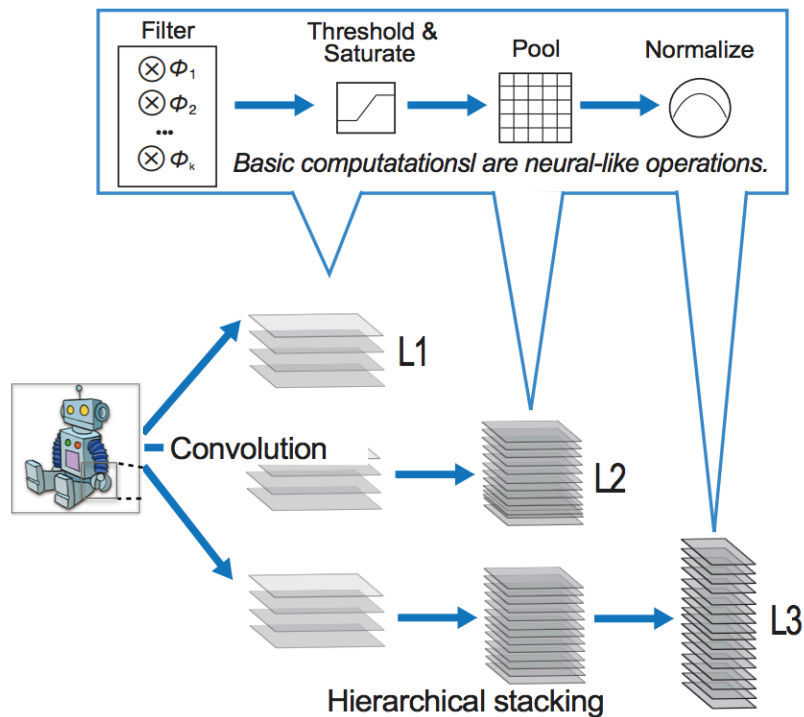 Filter
Threshold &
Saturate
Pool
Normalize
⊗ Φ₁
⊗ Φ₂
...
⊗ Φₖ
Basic computatationsl are neural-like operations.
L1
Convolution
L2
L3
Hierarchical stacking